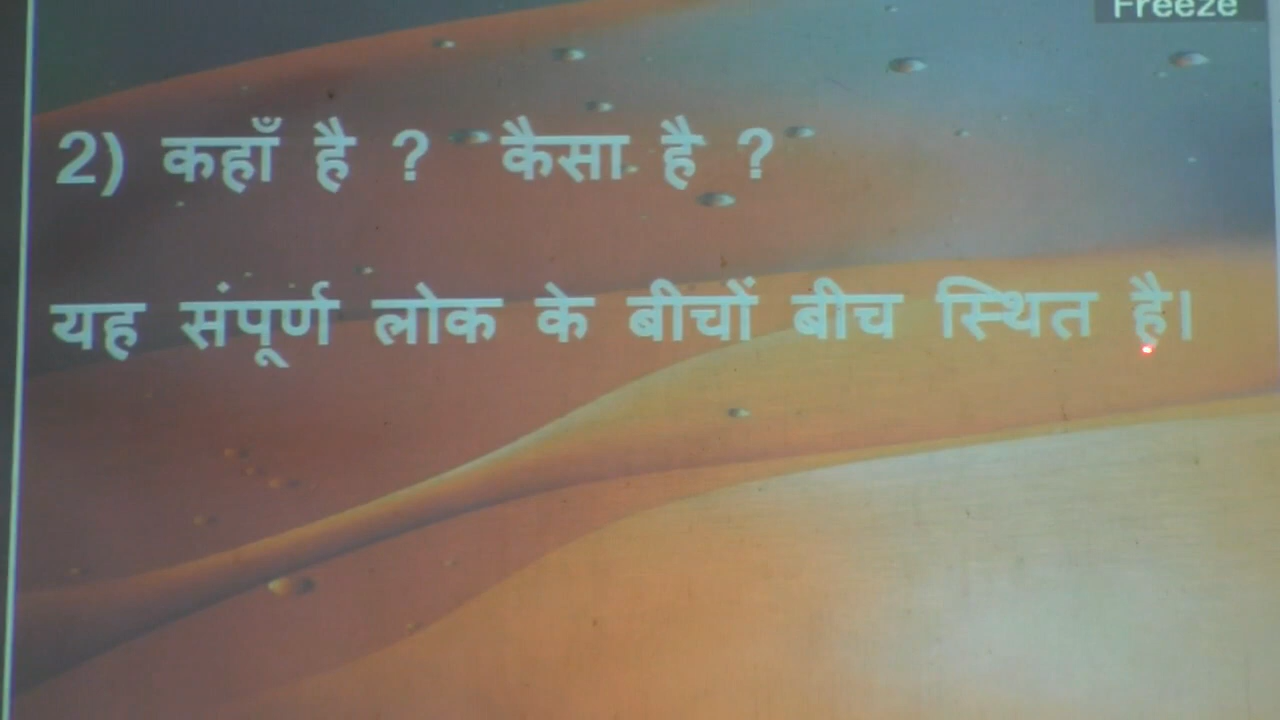 Freeze
2) कहाँ है ? कैसा है ?
यह संपूर्ण लोक के बीचों बीच स्थित है।